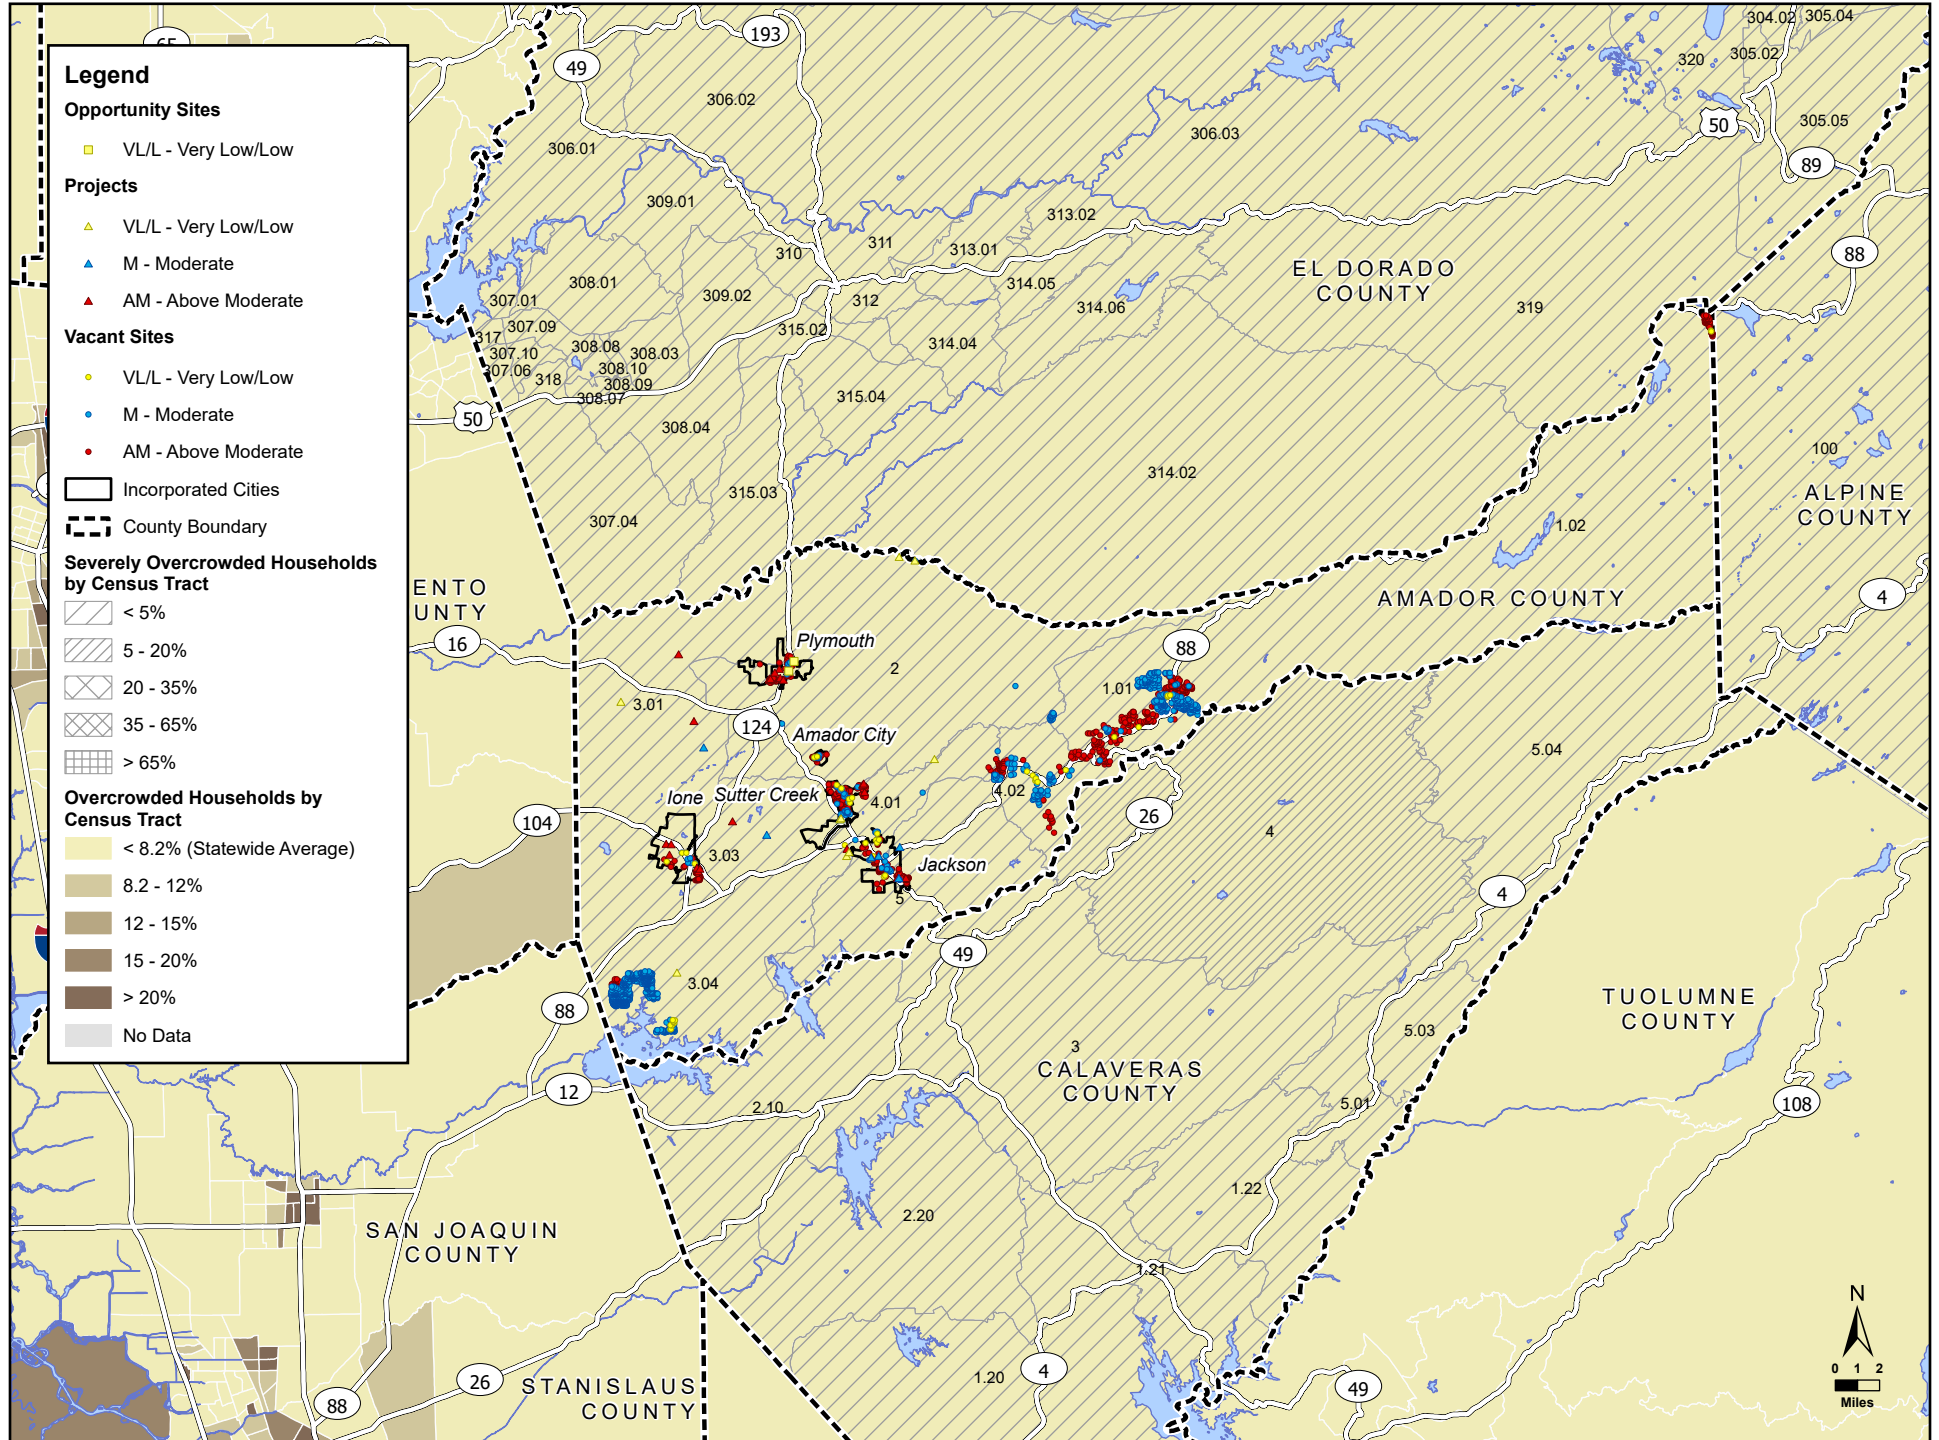 Legend
Opportunity Sites
VL/L - Very Low/Low
Projects
VL/L - Very Low/Low
M - Moderate
AM - Above Moderate
Vacant Sites
VL/L - Very Low/Low
M - Moderate
AM - Above Moderate
Incorporated Cities
County Boundary
Severely Overcrowded Households
by Census Tract
< 5%
5 - 20%
20 - 35%
35 - 65%
> 65%
Overcrowded Households by
Census Tract
< 8.2% (Statewide Average)
8.2 - 12%
12 - 15%
15 - 20%
> 20%
No Data
65
193
49
304.02
305.04
305.02
320
50
305.05
89
306.02
306.03
306.01
309.01
313.02
311
313.01
310
88
EL DORADO
COUNTY
308.01
314.05
307.01
309.02
312
314.06
319
307.09
317
315.02
307.10
308.08
308.03
314.04
307.06
308.10
318
308.09
308.07
315.04
50
308.04
100
314.02
315.03
ALPINE
COUNTY
307.04
1.02
ENTO
UNTY
AMADOR COUNTY
4
16
Plymouth
88
2
1.01
3.01
124
Amador City
5.04
Ione
Sutter Creek
4.01
4.02
104
26
4
3.03
Jackson
4
5
49
3.04
88
TUOLUMNE
COUNTY
5.03
3
CALAVERAS
COUNTY
12
2.10
5.01
108
1.22
2.20
SAN JOAQUIN
COUNTY
1.21
N
0 1 2
Miles
4
1.20
26
STANISLAUS
COUNTY
49
88